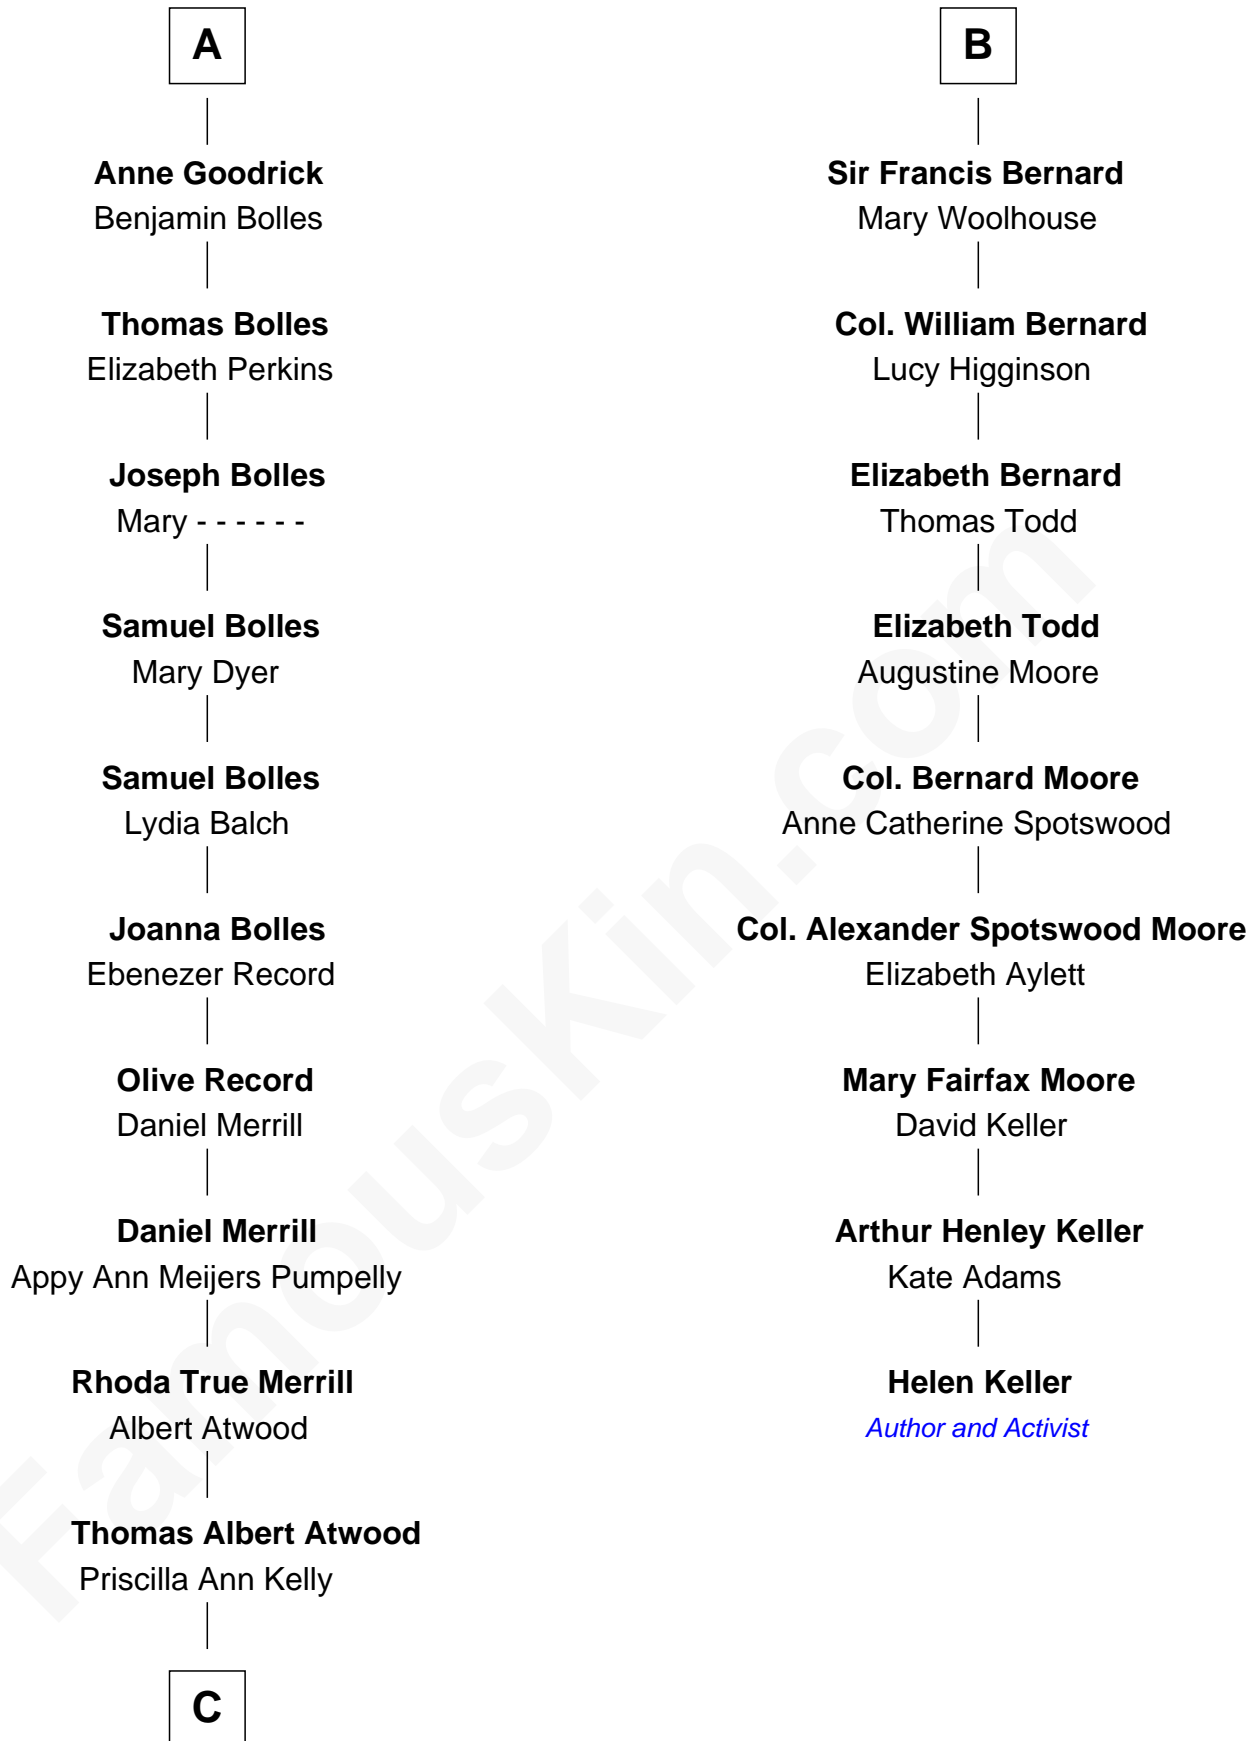 A
Anne Goodrick
Benjamin Bolles
Thomas Bolles
Elizabeth Perkins
Joseph Bolles
Mary - - - - - -
Samuel Bolles
Mary Dyer
Samuel Bolles
Lydia Balch
Joanna Bolles
Ebenezer Record
Olive Record
Daniel Merrill
Daniel Merrill
Appy Ann Meijers Pumpelly
Rhoda True Merrill
Albert Atwood
Thomas Albert Atwood
Priscilla Ann Kelly
C
B
Sir Francis Bernard
Mary Woolhouse
Col. William Bernard
Lucy Higginson
Elizabeth Bernard
Thomas Todd
Elizabeth Todd
Augustine Moore
Col. Bernard Moore
Anne Catherine Spotswood
Col. Alexander Spotswood Moore
Elizabeth Aylett
Mary Fairfax Moore
David Keller
Arthur Henley Keller
Kate Adams
Helen Keller
Author and Activist
FamousKin.com